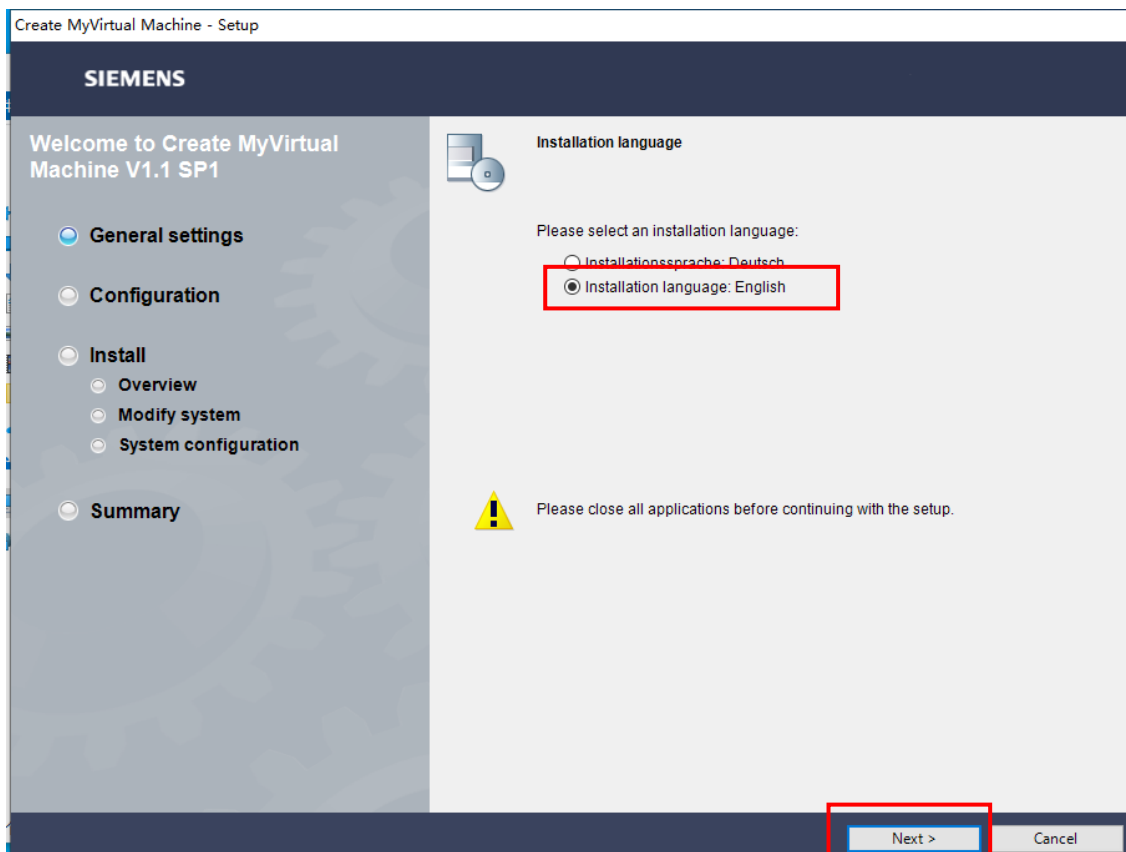 Create MyVirtual Machine - Setup
SIEMENS
Welcome to Create MyVirtual
Machine V1.1 SP1
General settings
Configuration
Install
Overview
Modify system
System configuration
Summary
Installation language
Please select an installation language:
Installationssprache: Deutsch
Installation language: English
Please close all applications before continuing with the setup.
Next >
Cancel